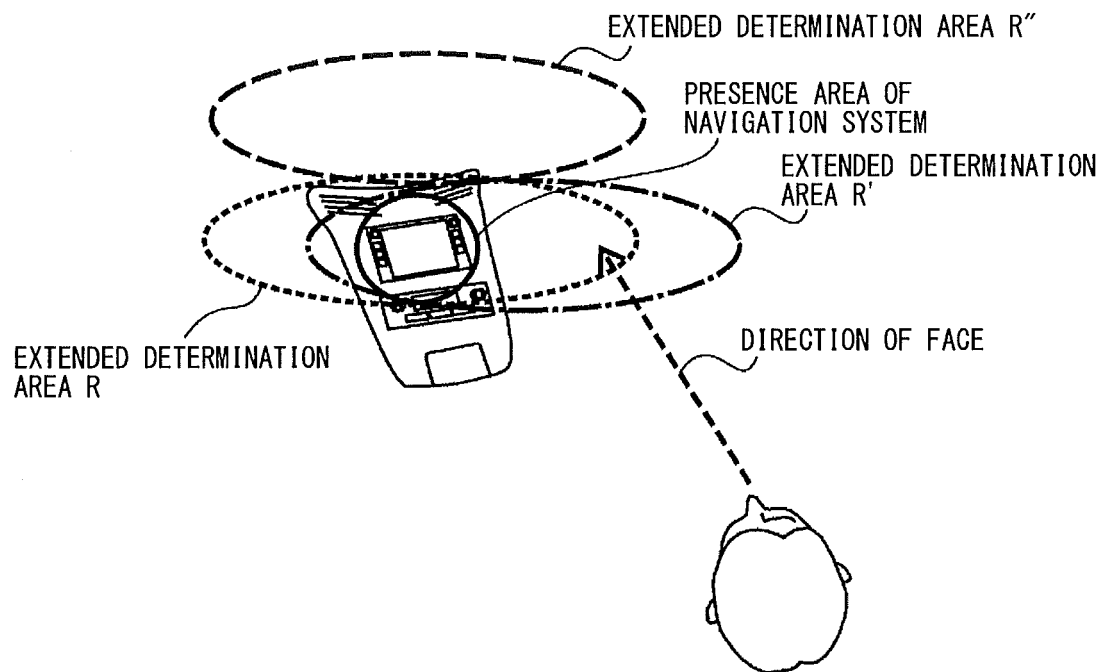 EXTENDED DETERMINATION AREA R"
PRESENCE AREA OF
NAVIGATION SYSTEM
EXTENDED DETERMINATION
AREA R'
DIRECTION OF FACE
EXTENDED DETERMINATION
AREA R